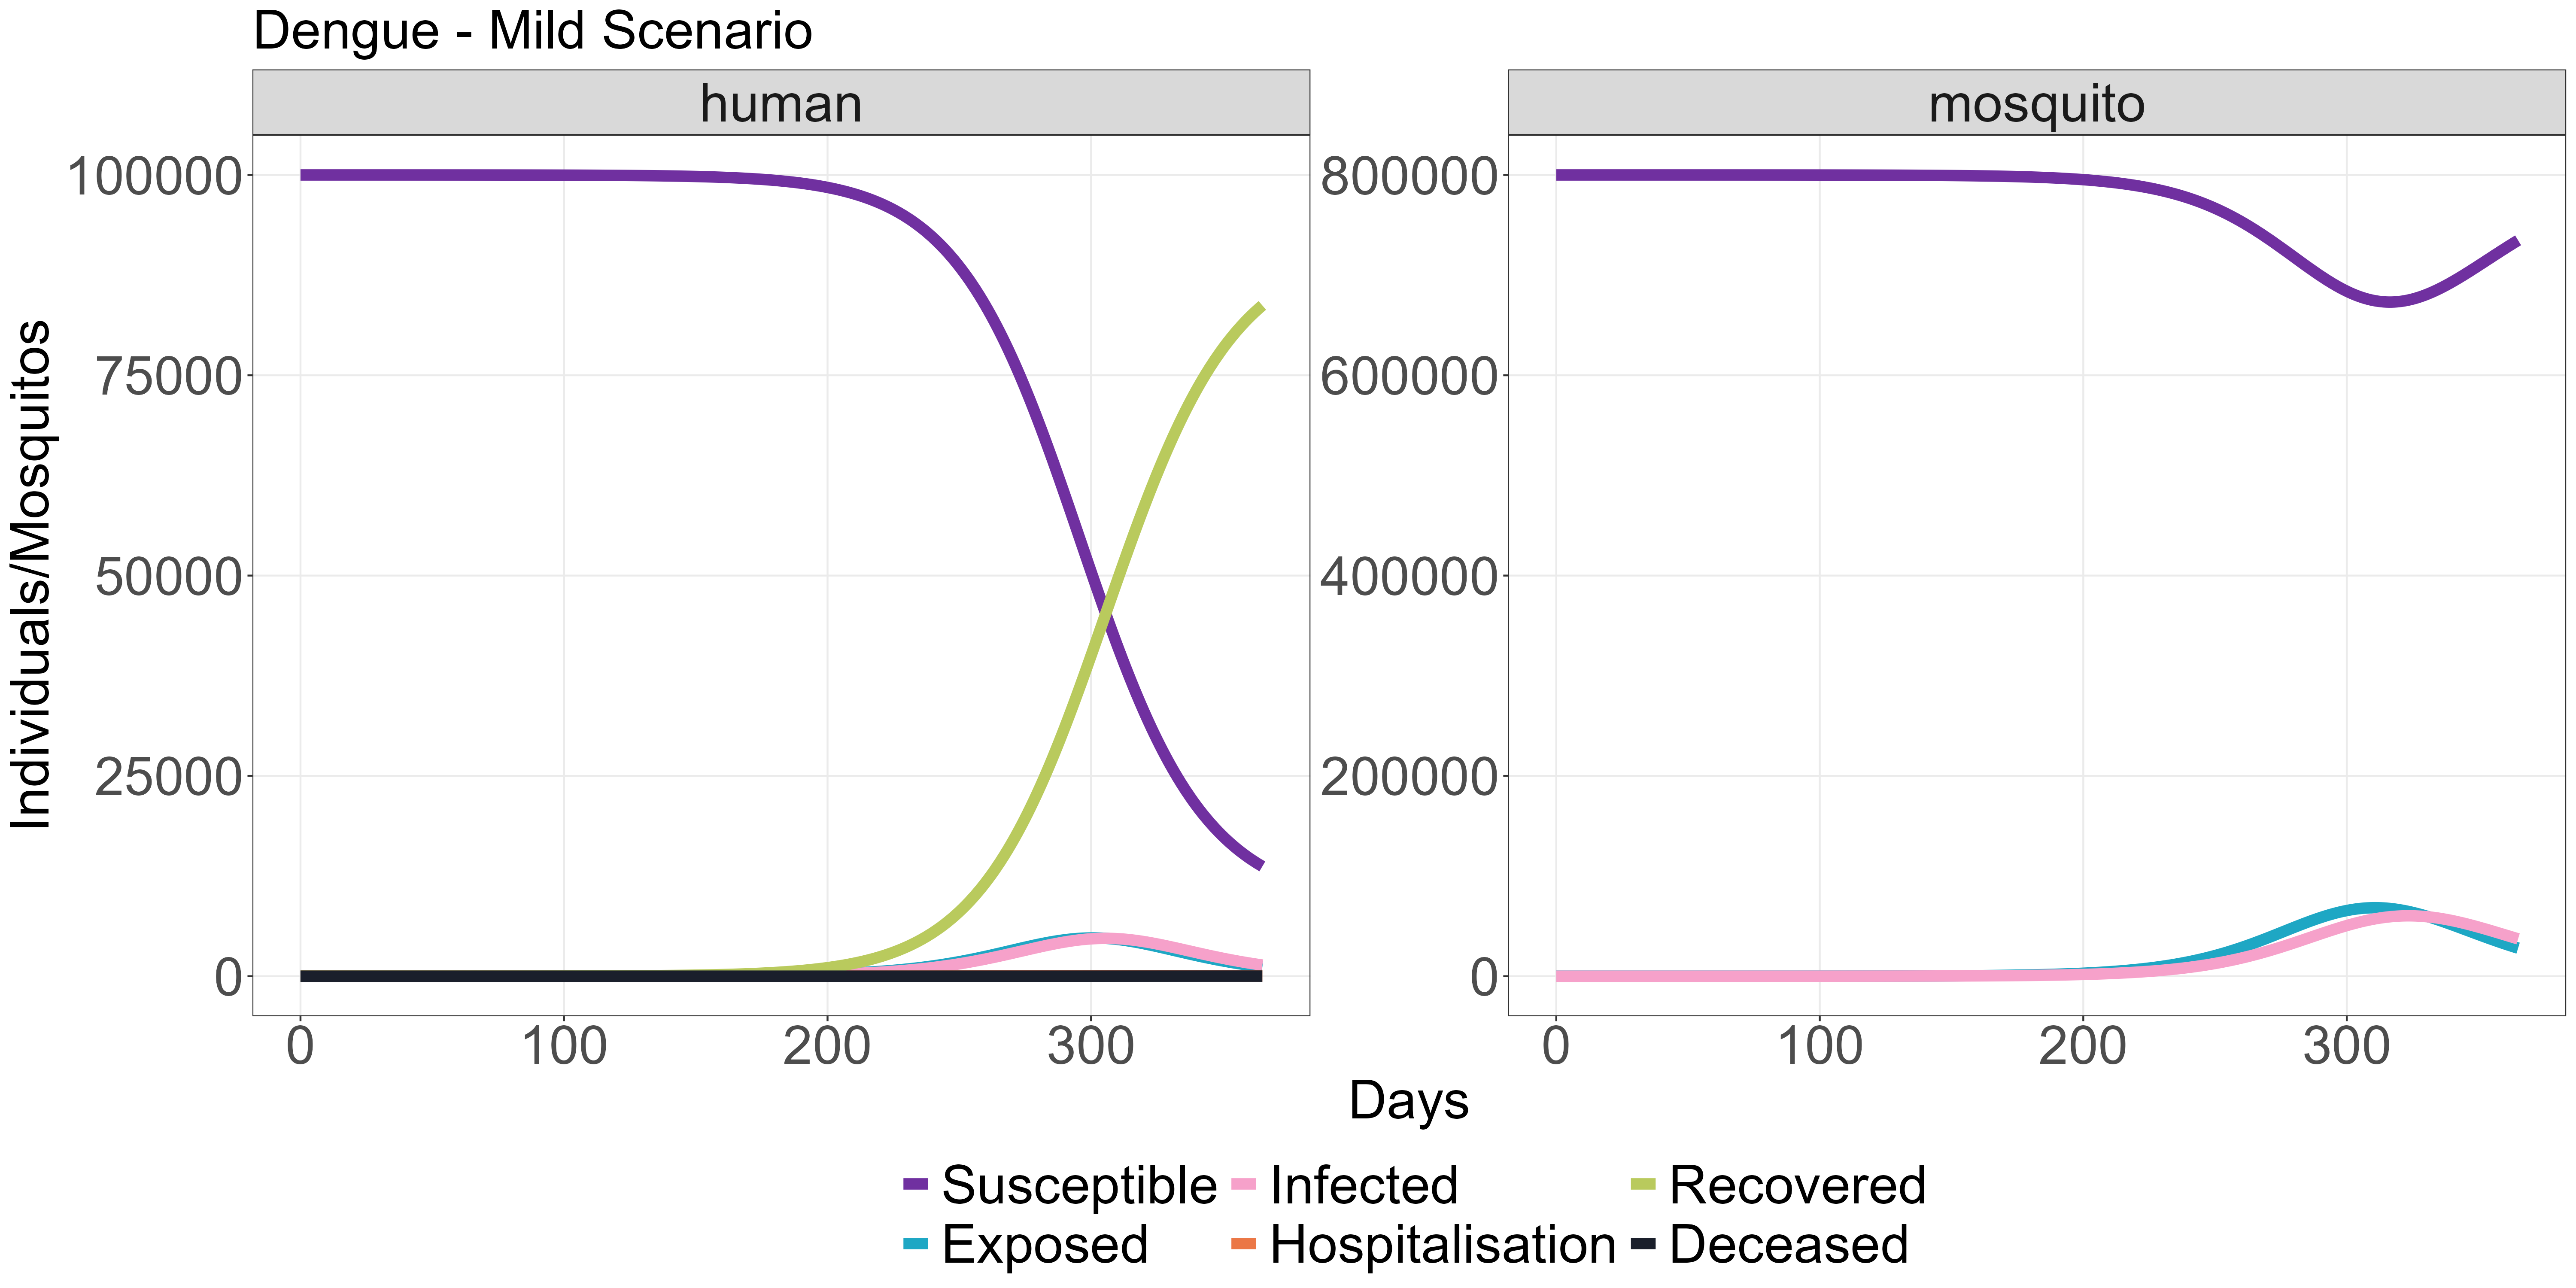 Dengue - Mild Scenario
human
mosquito
Individuals/Mosquitos
100000
75000
50000
25000
0
800000
600000
400000
200000
0
0 100 200 300
0 100 200 300
Days
Susceptible Infected Recovered
Exposed Hospitalisation Deceased